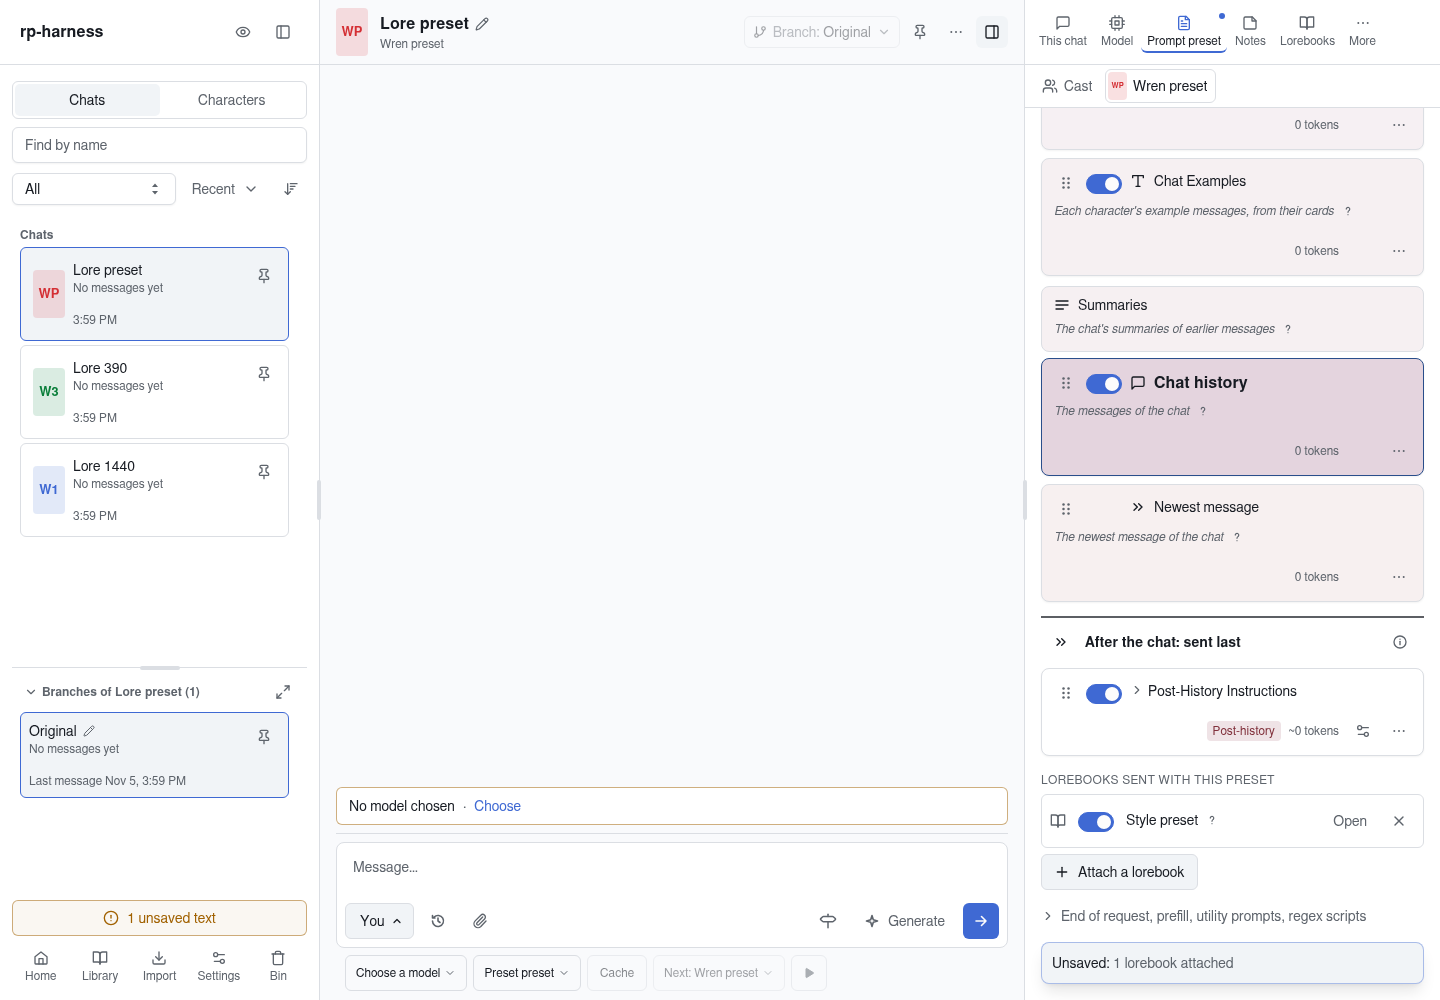 rp-harness
Chats
Characters
Find by name
All
Recent
Chats
WP
Lore preset
No messages yet
3:59 PM
W3
Lore 390
No messages yet
3:59 PM
W1
Lore 1440
No messages yet
3:59 PM
Branches of Lore preset (1)
Original
No messages yet
Last message Nov 5, 3:59 PM
1 unsaved text
Home
Library
Import
Settings
Bin
WP
Lore preset
Wren preset
Branch: Original
No model chosen · Choose
Message...
You
Generate
Choose a model
Preset preset
Cache
Next: Wren preset
This chat
Model
Prompt preset
Notes
Lorebooks
More
Cast
WP
Wren preset
0 tokens
Chat Examples
Each character's example messages, from their cards ?
0 tokens
Summaries
The chat's summaries of earlier messages ?
Chat history
The messages of the chat ?
0 tokens
Newest message
The newest message of the chat ?
0 tokens
After the chat: sent last
Post-History Instructions
Post-history
~0 tokens
LOREBOOKS SENT WITH THIS PRESET
Style preset ?
Open
Attach a lorebook
End of request, prefill, utility prompts, regex scripts
Unsaved: 1 lorebook attached